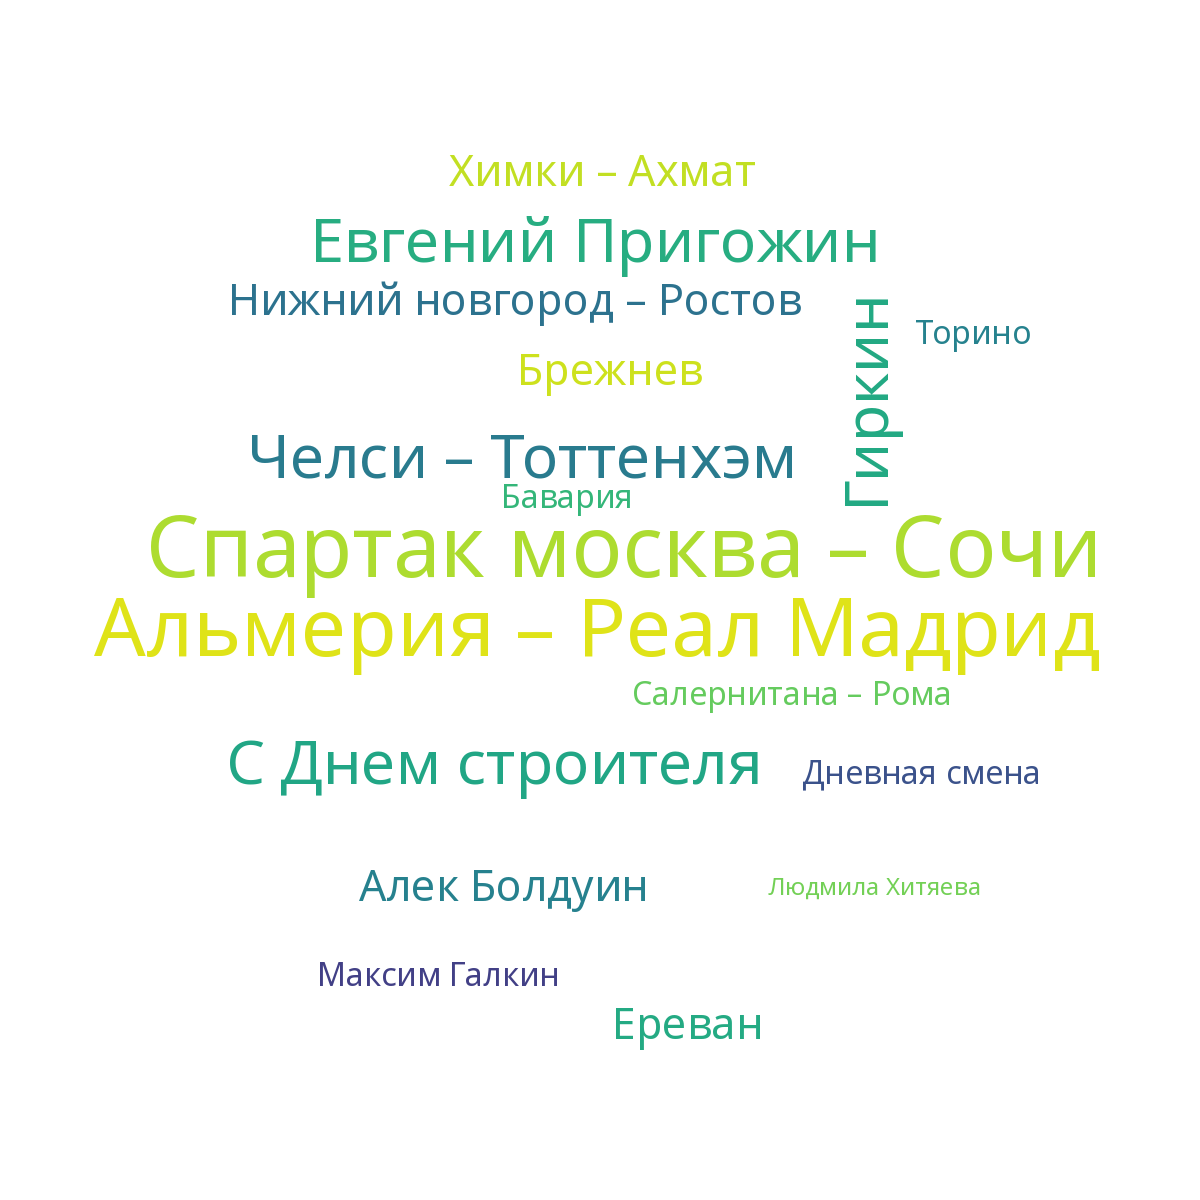 Химки – Ахмат
Евгений Пригожин
Нижний новгород – Ростов
Гиркин
Торино
Брежнев
Челси – Тоттенхэм
Бавария
Спартак москва – Сочи
Альмерия – Реал Мадрид
Салернитана – Рома
С Днем строителя
Дневная смена
Алек Болдуин
Людмила Хитяева
Максим Галкин
Ереван